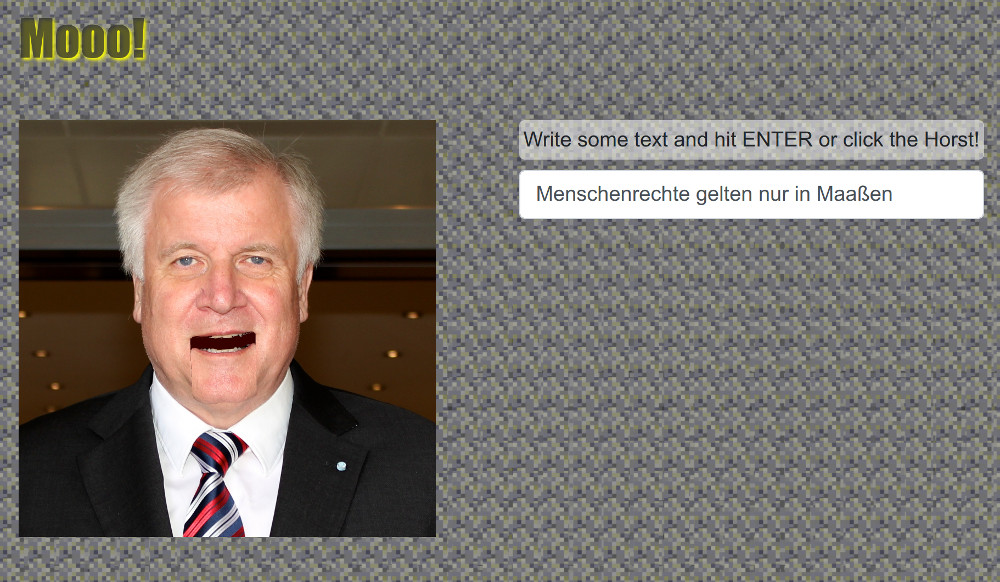 Mooo!
Write some text and hit ENTER or click the Horst!
Menschenrechte gelten nur in Maaßen